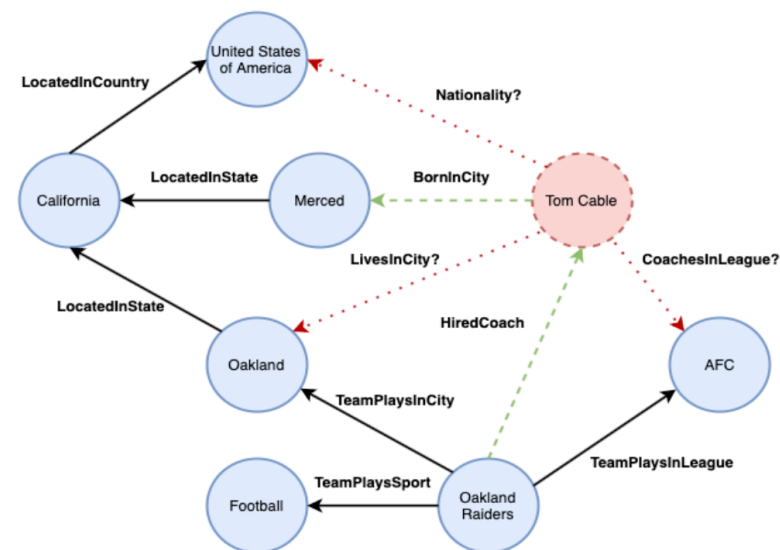 United States
of America
LocatedInCountry
Nationality?
LocatedInState
BornInCity
California
Merced
Tom Cable
LivesInCity?
CoachesInLeague?
LocatedInState
HiredCoach
Oakland
AFC
TeamPlaysInCity
TeamPlaysInLeague
TeamPlaysSport
Football
Oakland
Raiders